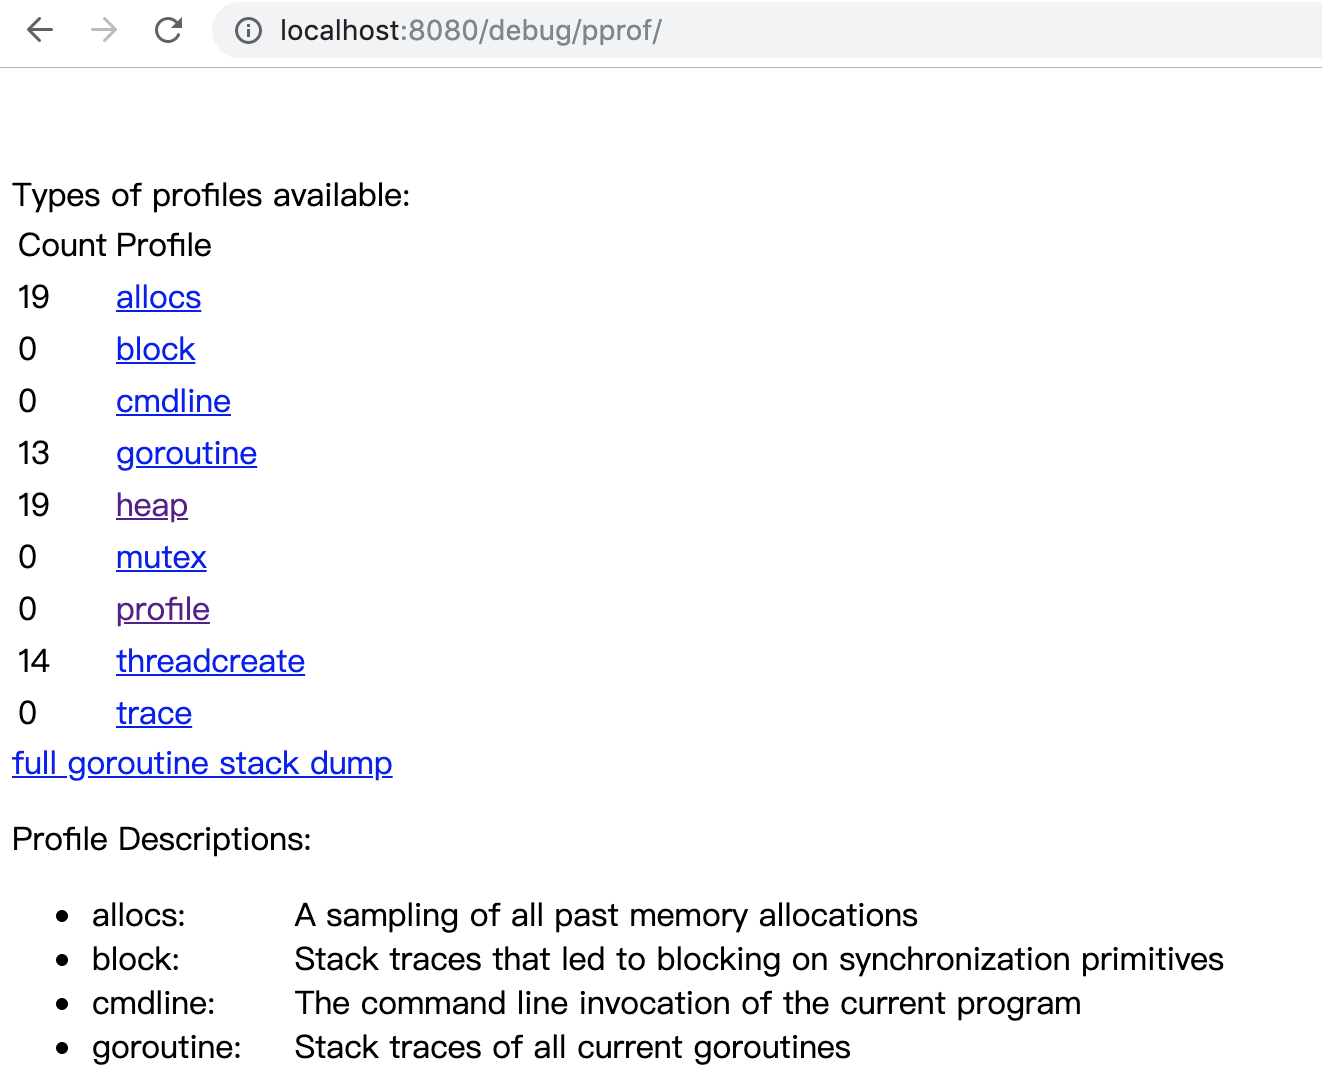 localhost:8080/debug/pprof/
Types of profiles available:
Count Profile
19 allocs
0 block
0 cmdline
13 goroutine
19 heap
0 mutex
0 profile
14 threadcreate
0 trace
full goroutine stack dump
Profile Descriptions:
• allocs: A sampling of all past memory allocations
• block: Stack traces that led to blocking on synchronization primitives
• cmdline: The command line invocation of the current program
• goroutine: Stack traces of all current goroutines